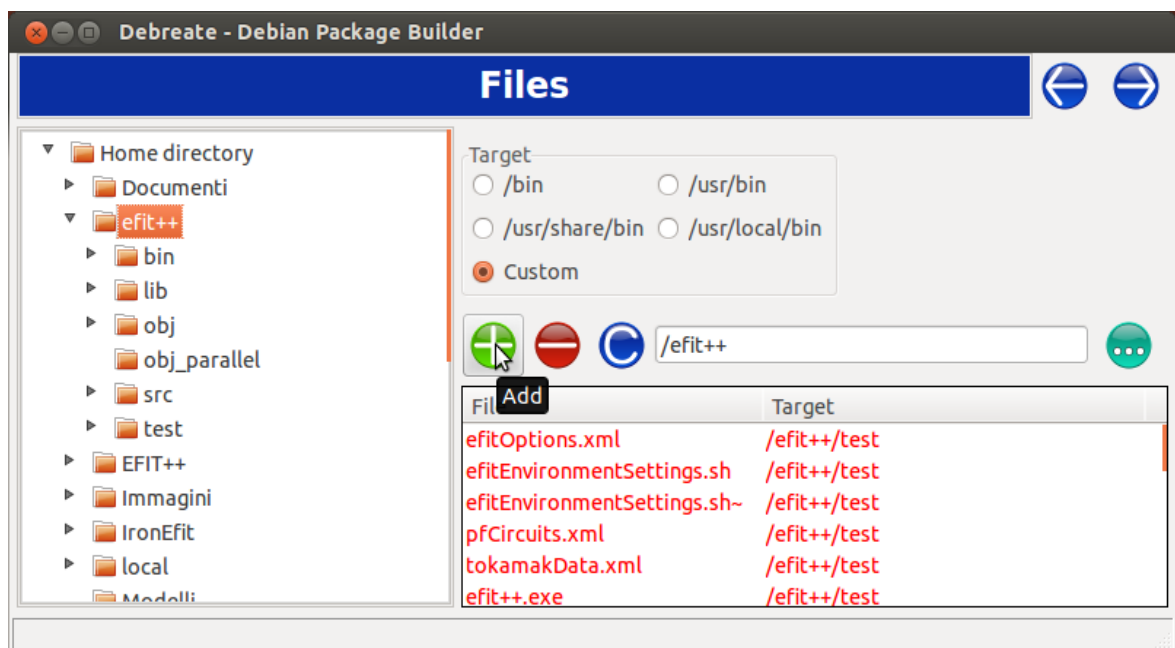 Debreate - Debian Package Builder
Files
Home directory
Documenti
efit++
bin
lib
obj
obj_parallel
src
test
EFIT++
Immagini
IronEfit
local
Modelli
Target
/bin /usr/bin
/usr/share/bin /usr/local/bin
Custom
C /efit++ ...
Add
Fil Target
efitOptions.xml /efit++/test
efitEnvironmentSettings.sh /efit++/test
efitEnvironmentSettings.sh~ /efit++/test
pfCircuits.xml /efit++/test
tokamakData.xml /efit++/test
efit++.exe /efit++/test